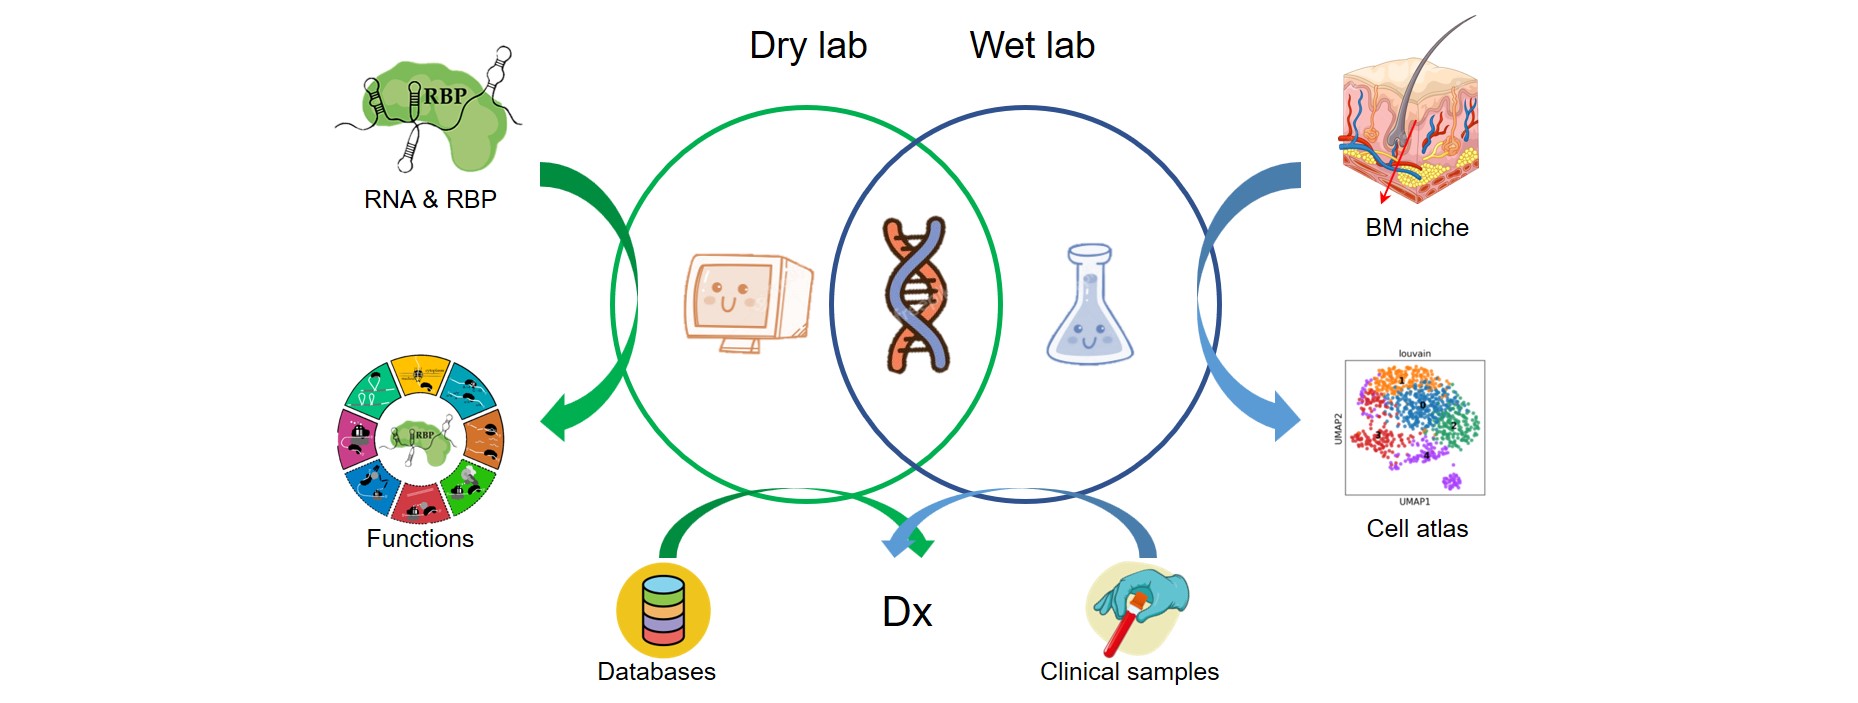 Dry lab
Wet lab
RBP
RNA & RBP
BM niche
RBP
Functions
louvain
1
0
2
3
4
UMAP2
UMAP1
Cell atlas
Databases
Dx
Clinical samples